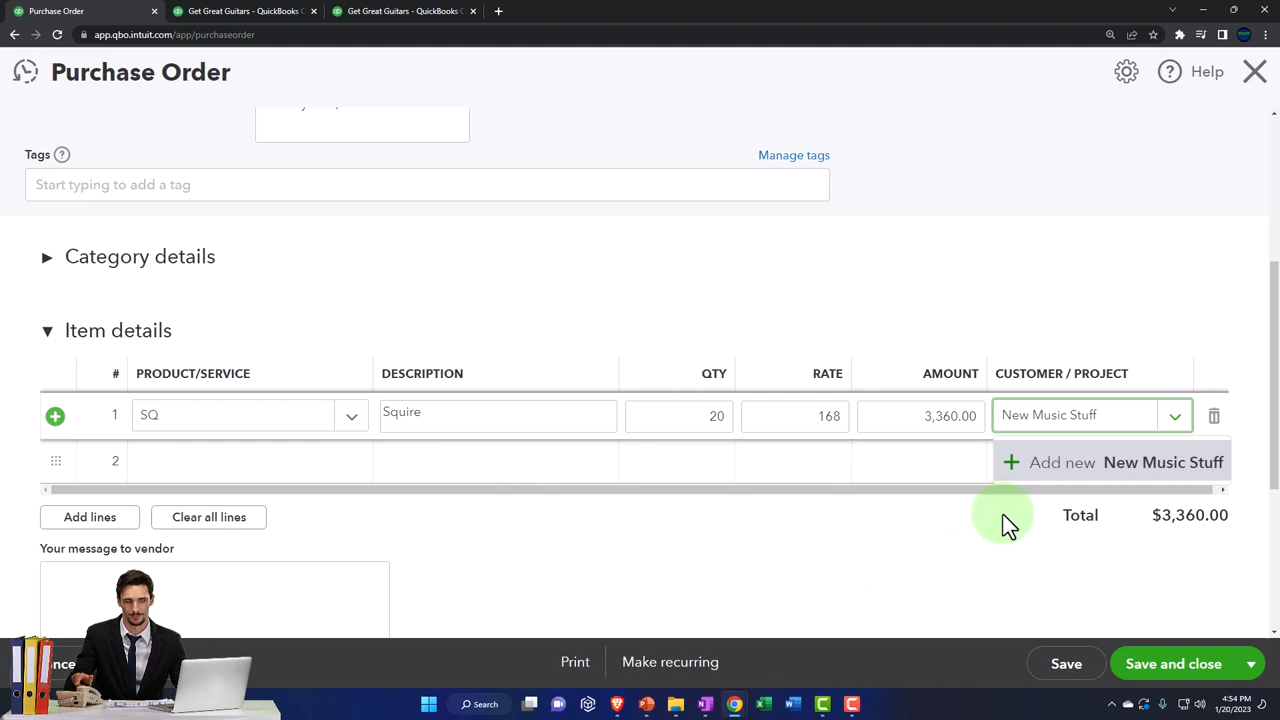 Purchase Order
Get Great Guitars - QuickBooks
Get Great Guitars - QuickBooks
app.qbo.intuit.com/app/purchaseorder
Purchase Order
Help
Tags
Manage tags
Start typing to add a tag
Category details
Item details
# PRODUCT/SERVICE DESCRIPTION QTY RATE AMOUNT CUSTOMER / PROJECT
1 SQ Squire 20 168 3,360.00 New Music Stuff
2
+ Add new New Music Stuff
Add lines Clear all lines
Total $3,360.00
Your message to vendor
Print Make recurring
Save Save and close
Search
4:54 PM
1/20/2023